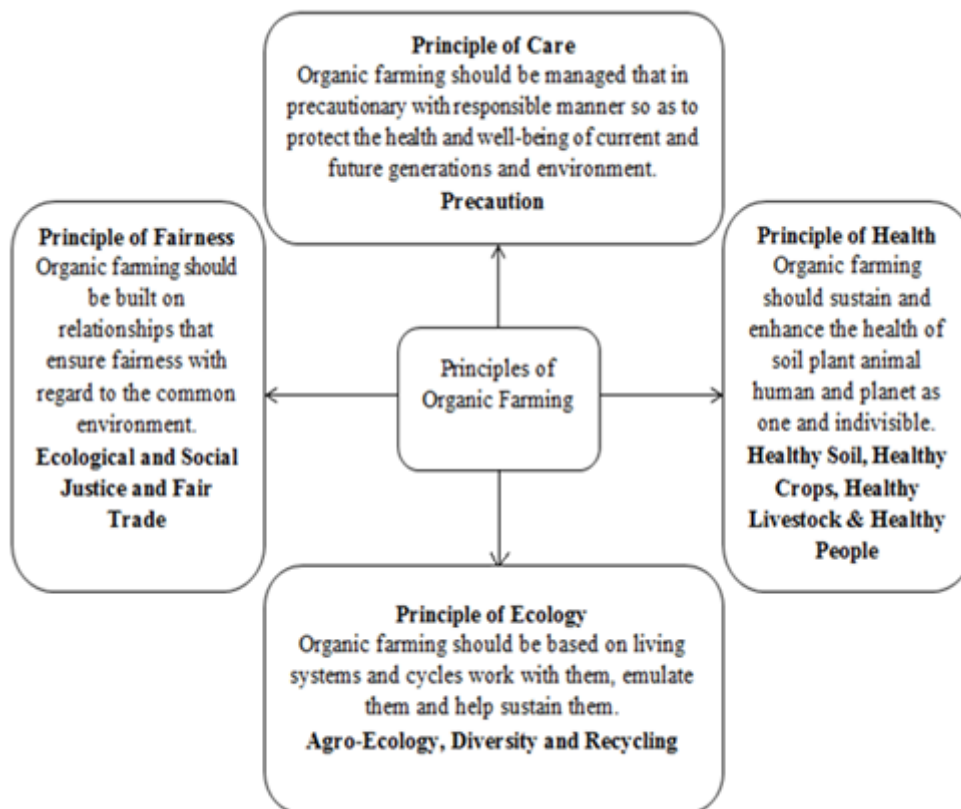 Principle of Care
Organic farming should be managed that in
precautionary with responsible manner so as to
protect the health and well-being of current and
future generations and environment.
Precaution
Principle of Fairness
Organic farming should
be built on
relationships that
ensure fairness with
regard to the common
environment.
Ecological and Social
Justice and Fair
Trade
Principles of
Organic Farming
Principle of Health
Organic farming
should sustain and
enhance the health of
soil plant animal
human and planet as
one and indivisible.
Healthy Soil, Healthy
Crops, Healthy
Livestock & Healthy
People
Principle of Ecology
Organic farming should be based on living
systems and cycles work with them, emulate
them and help sustain them.
Agro-Ecology, Diversity and Recycling